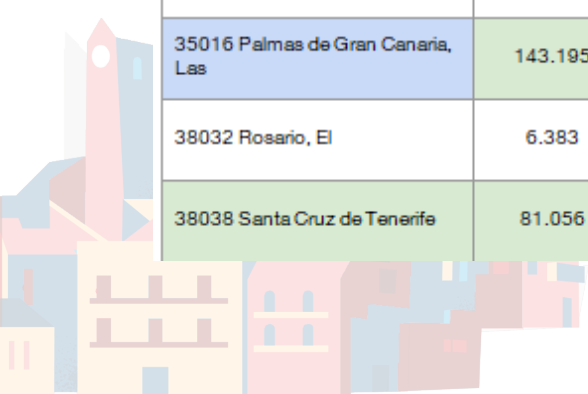 35016 Palmas de Gran Canaria,
Las
143.195
38032 Rosario, El
6.383
38038 Santa Cruz de Tenerife
81.056